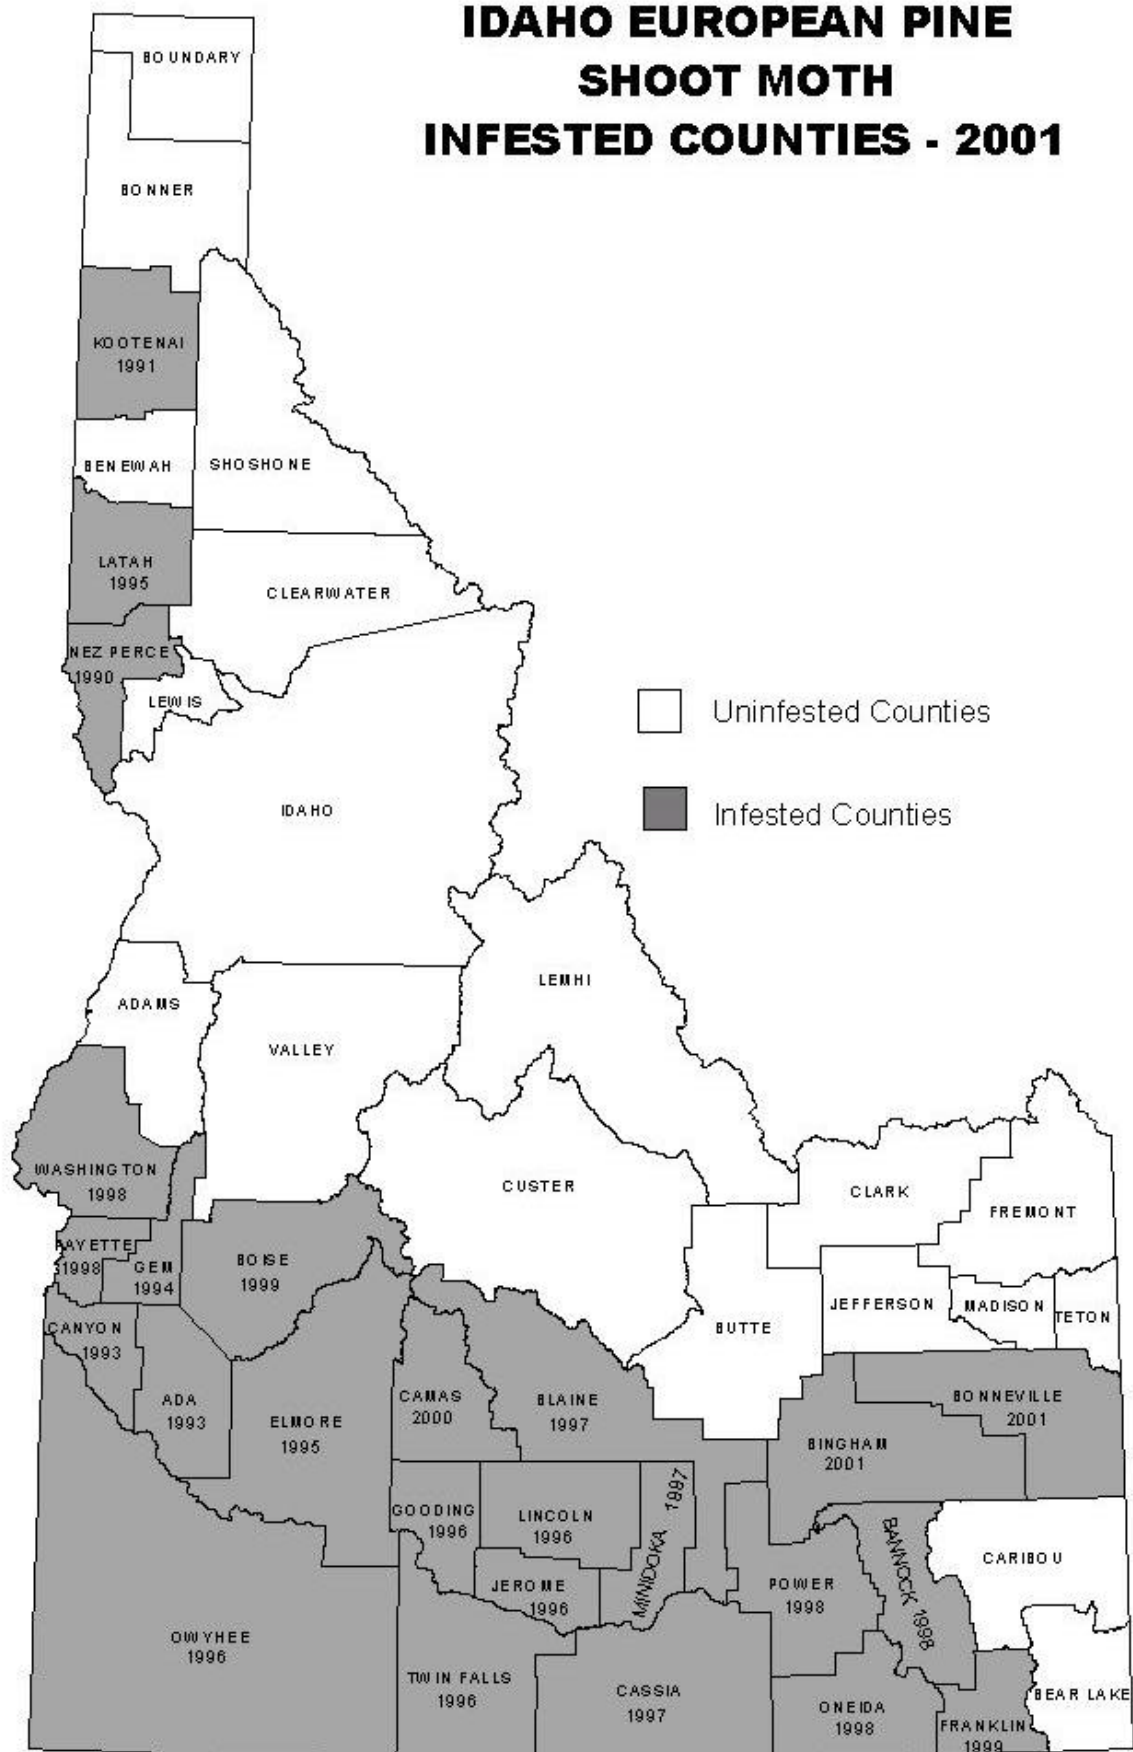 IDAHO EUROPEAN PINE
SHOOT MOTH
INFESTED COUNTIES - 2001
BOUNDARY
BONNER
KOOTENAI
1991
BENEWAH
SHOSHONE
LATAH
1995
CLEARWATER
NEZ PERCE
1990
LEWIS
Uninfested Counties
Infested Counties
IDAHO
LEMHI
ADAMS
VALLEY
WASHINGTON
1998
CUSTER
CLARK
FREMONT
PAYETTE
1998
GEM
1994
BOISE
1999
JEFFERSON
MADISON
TETON
BUTTE
CANYON
1993
ADA
1993
ELMORE
1995
CAMAS
2000
BLAINE
1997
BONNEVILLE
2001
BINGHAM
2001
GOODING
1996
LINCOLN
1996
MINIDOKA 1997
JEROME
1996
POWER
1998
BANNOCK 1998
CARIBOU
OWYHEE
1996
TWIN FALLS
1996
CASSIA
1997
ONEIDA
1998
FRANKLIN
1999
BEAR LAKE